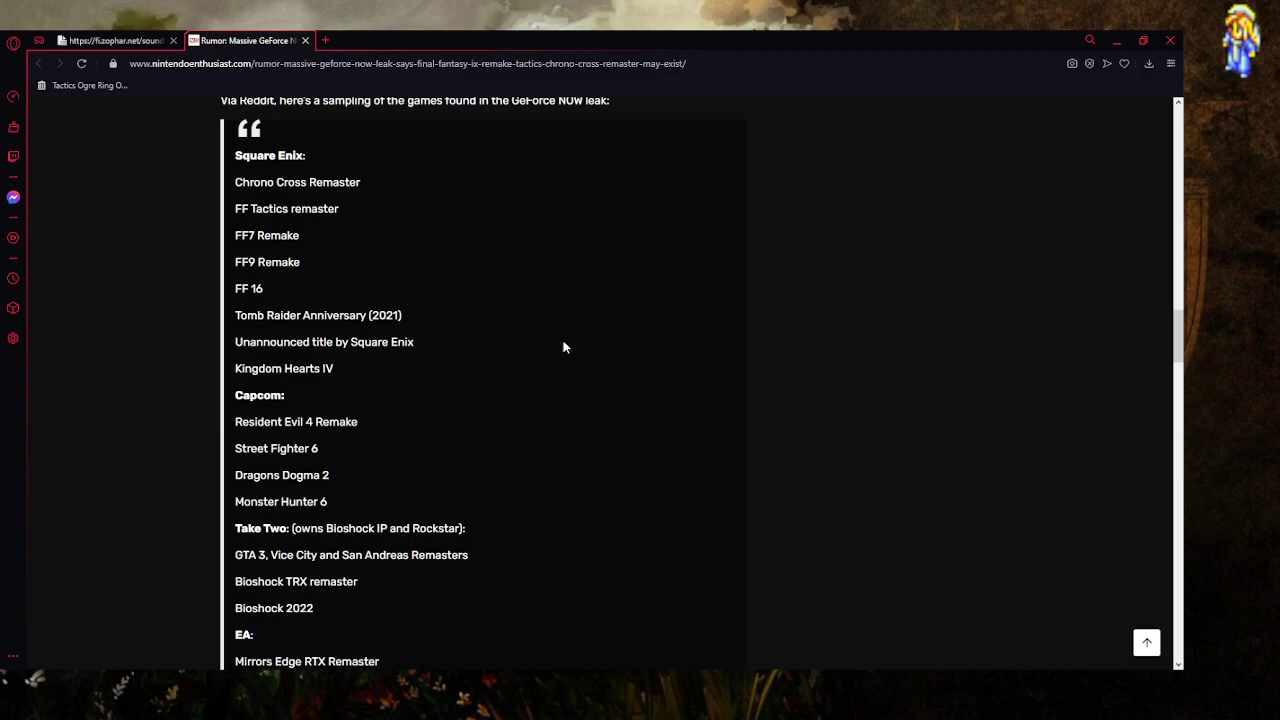 https://fi.zophar.net/sound
Rumor: Massive GeForce N
www.nintendoenthusiast.com/rumor-massive-geforce-now-leak-says-final-fantasy-ix-remake-tactics-chrono-cross-remaster-may-exist/
Tactics Ogre Ring O...
Via Reddit, here's a sampling of the games found in the GeForce NOW leak:
Square Enix:
Chrono Cross Remaster
FF Tactics remaster
FF7 Remake
FF9 Remake
FF 16
Tomb Raider Anniversary (2021)
Unannounced title by Square Enix
Kingdom Hearts IV
Capcom:
Resident Evil 4 Remake
Street Fighter 6
Dragons Dogma 2
Monster Hunter 6
Take Two: (owns Bioshock IP and Rockstar):
GTA 3, Vice City and San Andreas Remasters
Bioshock TRX remaster
Bioshock 2022
EA:
Mirrors Edge RTX Remaster